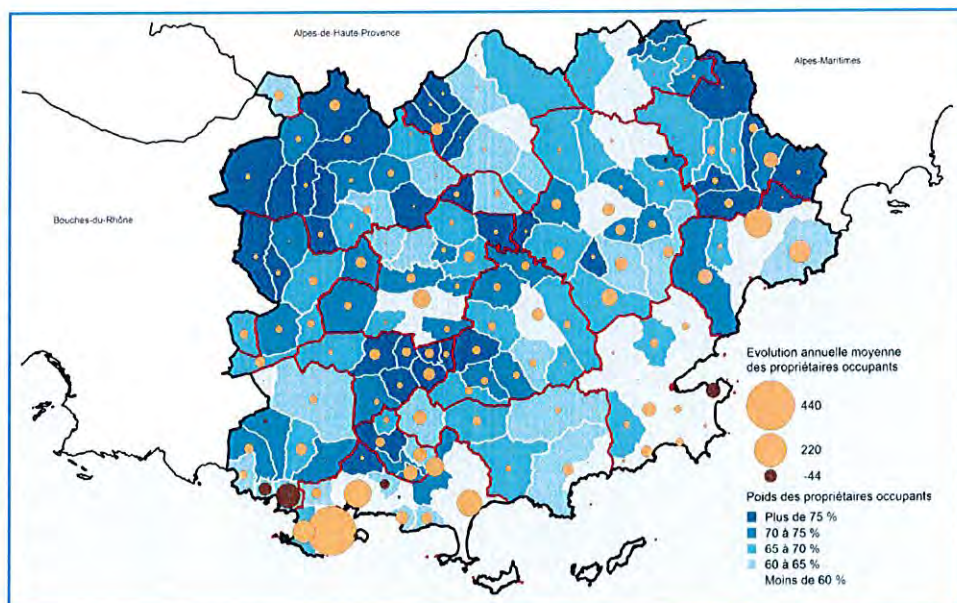 Alpes-de-Haute-Provence
Alpes-Maritimes
Bouches-du-Rhône
Evolution annuelle moyenne
des propriétaires occupants
440
220
-44
Poids des propriétaires occupants
Plus de 75 %
70 à 75 %
65 à 70 %
60 à 65 %
Moins de 60 %